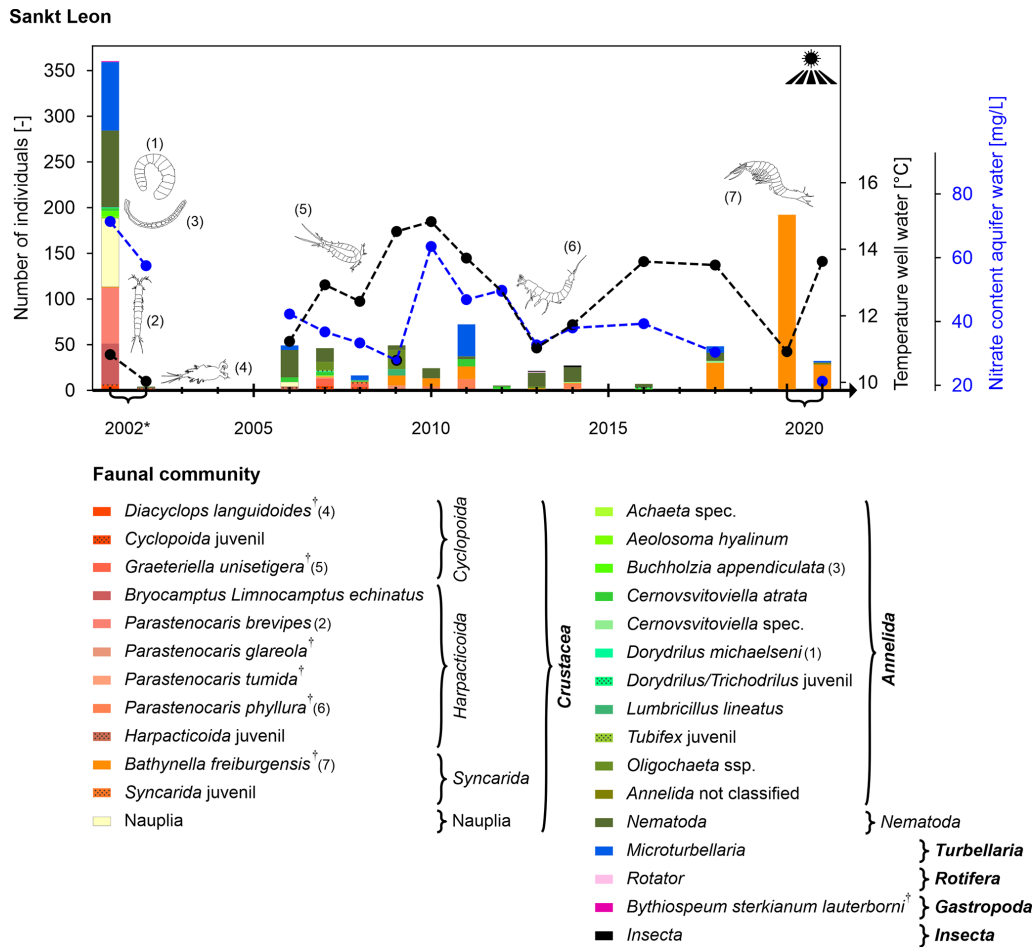 Sankt Leon
Number of individuals [-]
350
300
250
200
150
100
50
0
(1)
(3)
(2)
(4)
(5)
(6)
(7)
16
14
12
10
Temperature well water [°C]
80
60
40
20
Nitrate content aquifer water [mg/L]
2002*
2005
2010
2015
2020
Faunal community
Diacyclops languidoides† (4)
Cyclopoida juvenil
Graeteriella unisetigera† (5)
Cyclopoida
Bryocamptus Limnocamptus echinatus
Parastenocaris brevipes (2)
Parastenocaris glareola†
Parastenocaris tumida†
Parastenocaris phyllura† (6)
Harpacticoida juvenil
Harpacticoida
Bathynella freiburgensis† (7)
Syncarida juvenil
Syncarida
Nauplia
Nauplia
Crustacea
Achaeta spec.
Aeolosoma hyalinum
Buchholzia appendiculata (3)
Cernovsvitoviella atrata
Cernovsvitoviella spec.
Dorydrilus michaelseni (1)
Dorydrilus/Trichodrilus juvenil
Lumbricillus lineatus
Tubifex juvenil
Oligochaeta ssp.
Annelida not classified
Annelida
Nematoda
Nematoda
Microturbellaria
Turbellaria
Rotator
Rotifera
Bythiospeum sterkianum lauterborni†
Gastropoda
Insecta
Insecta